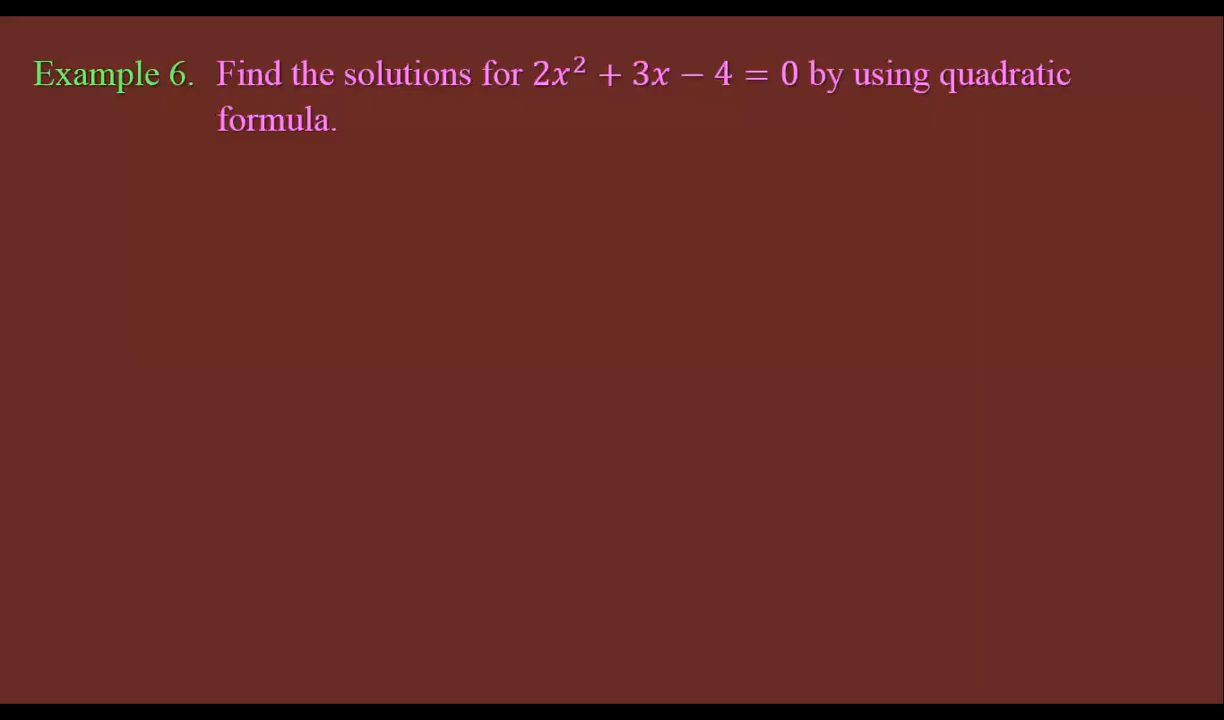 Example 6. Find the solutions for 2x² + 3x − 4 = 0 by using quadratic
formula.